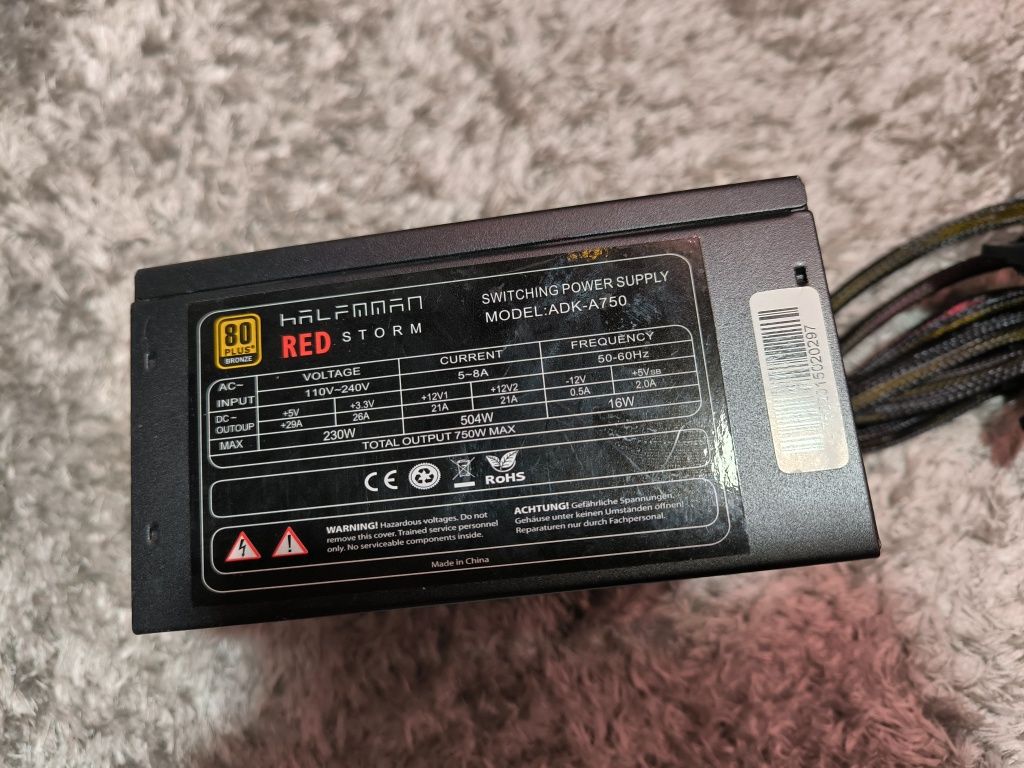 80
PLUS®
BRONZE
HALFMMAN
RED STORM
SWITCHING POWER SUPPLY
MODEL:ADK-A750
AC~ INPUT VOLTAGE CURRENT FREQUENCY
110V~240V 5~8A 50-60Hz
DC~ OUTOUP +5V +3.3V +12V1 +12V2 -12V +5VSB
+29A 26A 21A 21A 0.5A 2.0A
MAX 230W 504W 16W
TOTAL OUTPUT 750W MAX
CE RoHS
WARNING! Hazardous voltages. Do not
remove this cover. Trained service personnel
only. No serviceable components inside.
ACHTUNG! Gefährliche Spannungen.
Gehäuse unter keinen Umständen öffnen!
Reparaturen nur durch Fachpersonal.
Made in China
15020297